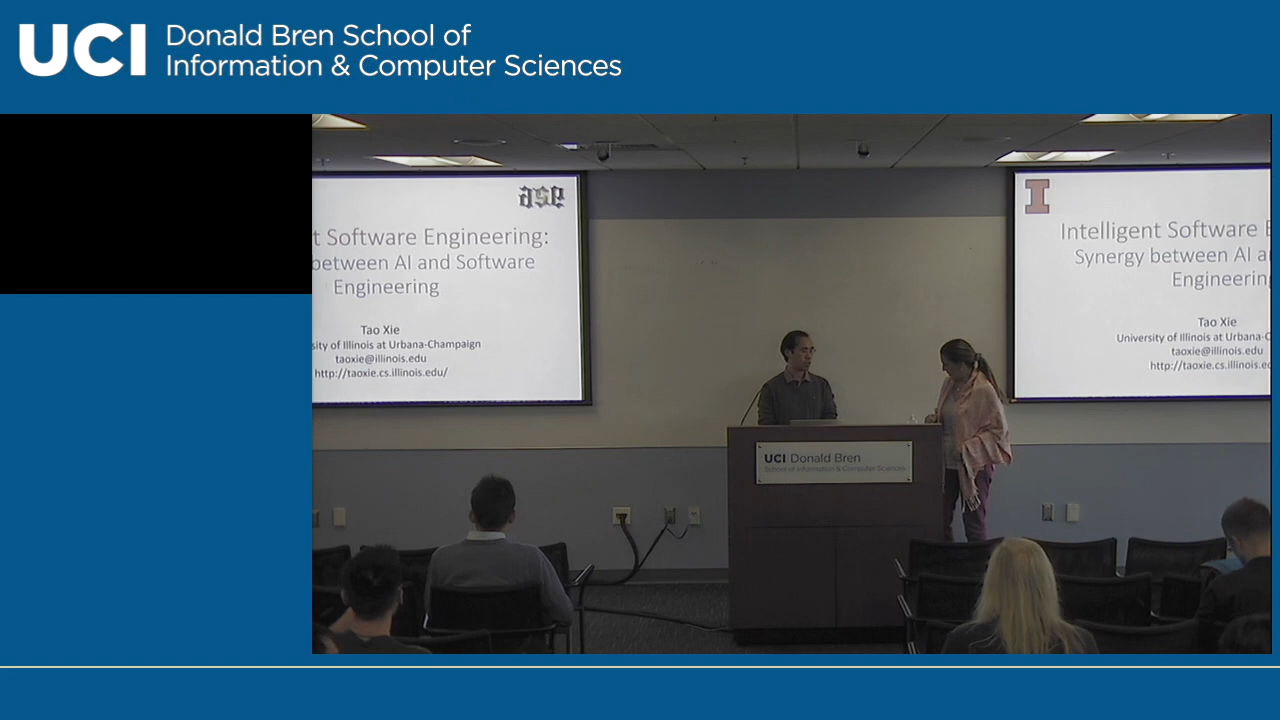 UCI Donald Bren School of
Information & Computer Sciences
ase
t Software Engineering:
between AI and Software
Engineering
Tao Xie
sity of Illinois at Urbana-Champaign
taoxie@illinois.edu
http://taoxie.cs.illinois.edu/
I
Intelligent Software E
Synergy between AI a
Engineering
Tao Xie
University of Illinois at Urbana-C
taoxie@illinois.edu
http://taoxie.cs.illinois.e
UCI Donald Bren
School of Information & Computer Sciences